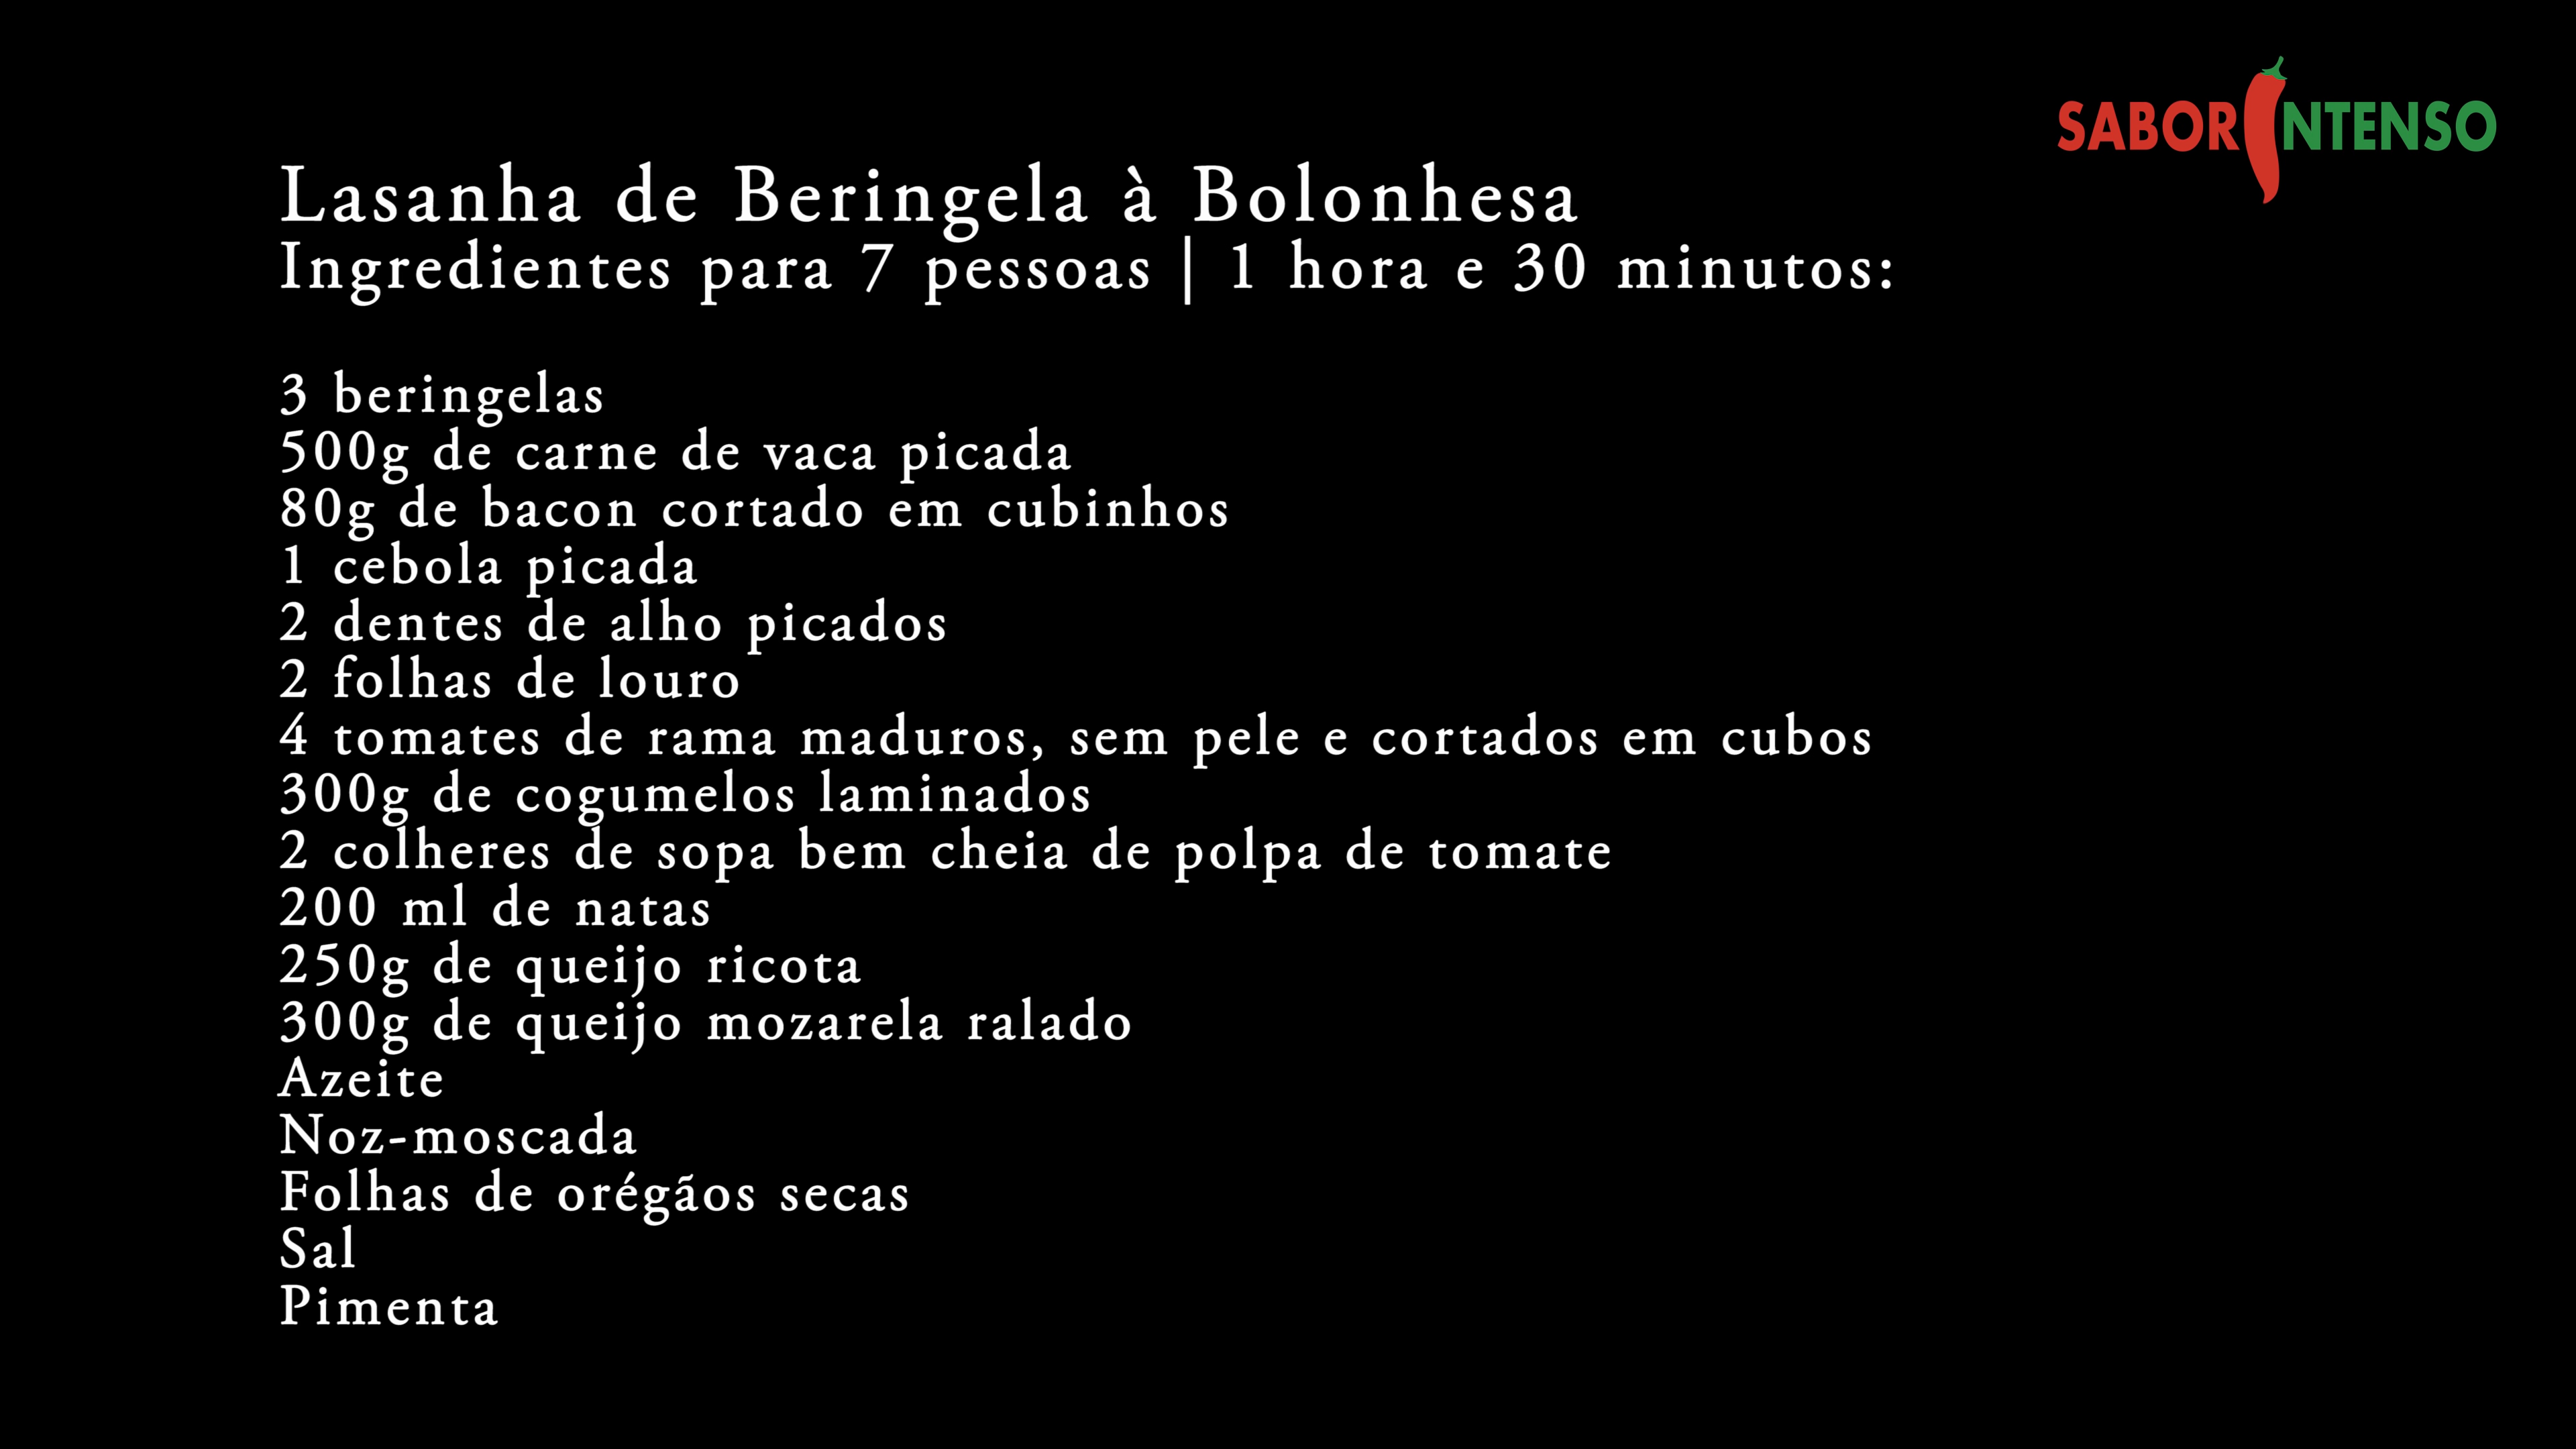 SABORINTENSO
Lasanha de Beringela à Bolonhesa
Ingredientes para 7 pessoas | 1 hora e 30 minutos:
3 beringelas
500g de carne de vaca picada
80g de bacon cortado em cubinhos
1 cebola picada
2 dentes de alho picados
2 folhas de louro
4 tomates de rama maduros, sem pele e cortados em cubos
300g de cogumelos laminados
2 colheres de sopa bem cheia de polpa de tomate
200 ml de natas
250g de queijo ricota
300g de queijo mozarela ralado
Azeite
Noz-moscada
Folhas de orégãos secas
Sal
Pimenta